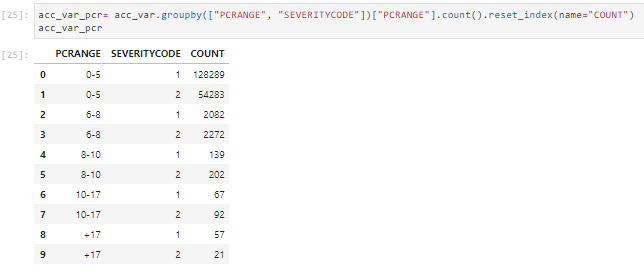 [25]: acc_var_pcr= acc_var.groupby(["PCRANGE", "SEVERITYCODE"])["PCRANGE"].count().reset_index(name="COUNT")
acc_var_pcr
[25]:
PCRANGE SEVERITYCODE COUNT
0 0-5 1 128289
1 0-5 2 54283
2 6-8 1 2082
3 6-8 2 2272
4 8-10 1 139
5 8-10 2 202
6 10-17 1 67
7 10-17 2 92
8 +17 1 57
9 +17 2 21